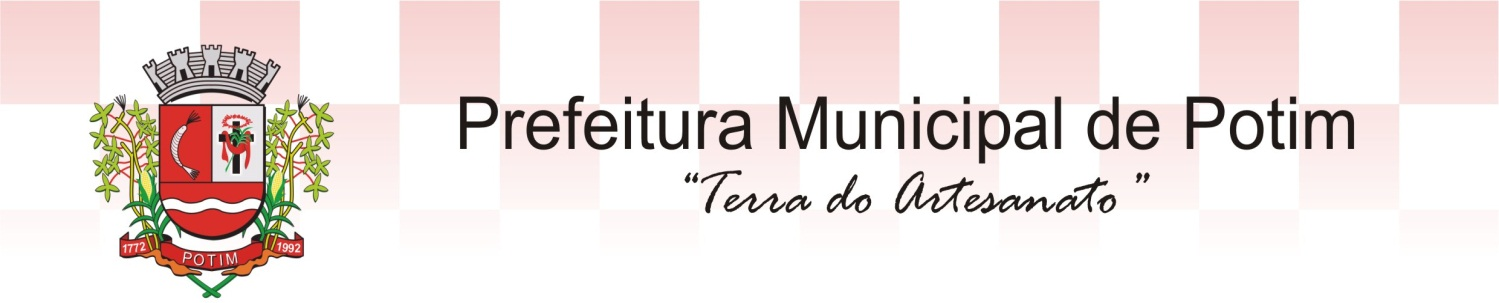 Prefeitura Municipal de Potim
“Terra do Artesanato”
1772 POTIM 1992